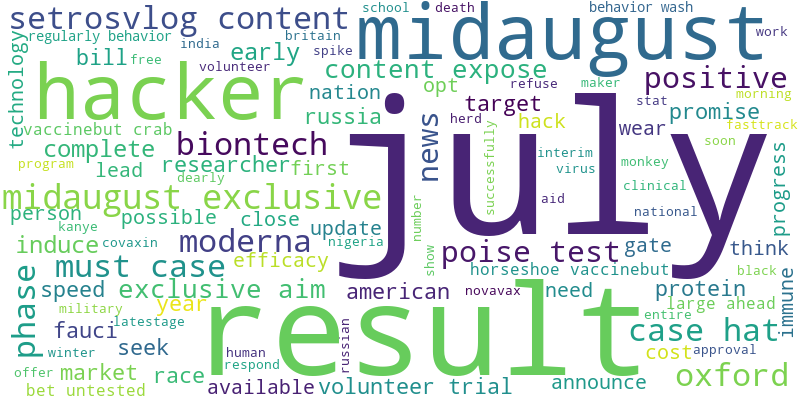 school death behavior wash
setrosvlog content midaugust
regularly behavior india britain work
technology bill free early spike
volunteer content expose positive
hacker nation opt refuse maker stat morning
russia target promise
vaccinebut crab herd hack wear fasttrack
complete biontech news july soon
lead researcher first successfully interim virus monkey
program dearly clinical
midaugust exclusive aid national progress
person possible close number
kanye update
induce covaxin moderna nigeria poise test gate think
must case efficacy show horseshoe vaccinebut black
phase speed exclusive aim american novavax need protein immune
military year result large ahead entire
fauci latestage case hat
winter seek human russian cost approval
offer market race respond oxford
bet untested available volunteer trial announce